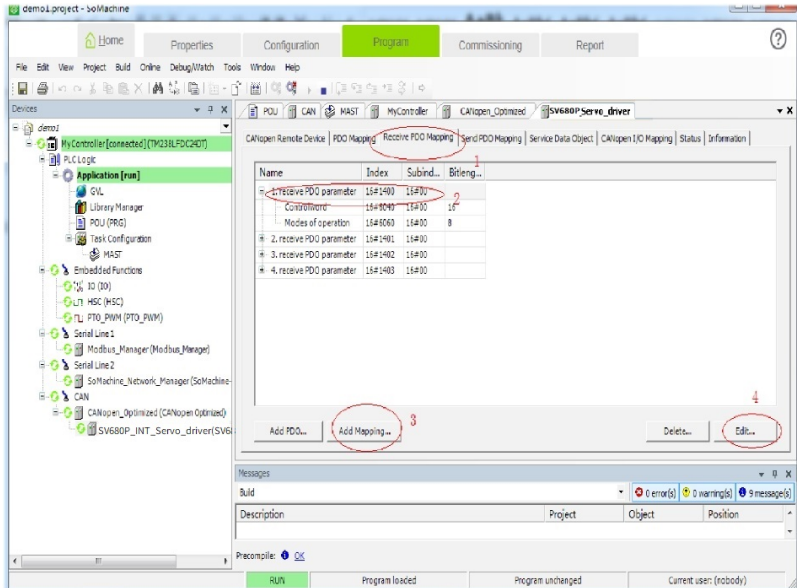 demo1.project - SoMachine
Home
Properties
Configuration
Program
Commissioning
Report
File Edit View Project Build Online Debug/Watch Tools Window Help
Devices
POU
CAN
MAST
MyController
CANopen_Optimized
SV680P_Servo_driver
demo1
MyController [connected] (TM238LFDC24DT)
PLC Logic
Application [run]
GVL
Library Manager
POU (PRG)
Task Configuration
MAST
Embedded Functions
IO (IO)
HSC (HSC)
PTO_PWM (PTO_PWM)
Serial Line 1
Modbus_Manager (Modbus_Manager)
Serial Line 2
SoMachine_Network_Manager (SoMachine-
CAN
CANopen_Optimized (CANopen Optimized)
SV680P_INT_Servo_driver(SV6
CANopen Remote Device
PDO Mapping
Receive PDO Mapping
Send PDO Mapping
Service Data Object
CANopen I/O Mapping
Status
Information
1
Name Index Subind... Bitleng...
1. receive PDO parameter 16#1400 16#00
2
Controlword 16#6040 16#00 16
Modes of operation 16#6060 16#00 8
2. receive PDO parameter 16#1401 16#00
3. receive PDO parameter 16#1402 16#00
4. receive PDO parameter 16#1403 16#00
Add PDO...
Add Mapping...
3
Delete...
Edit...
4
Messages
Build
0 error(s)
0 warning(s)
9 message(s)
Description Project Object Position
Precompile: OK
RUN
Program loaded
Program unchanged
Current user: (nobody)